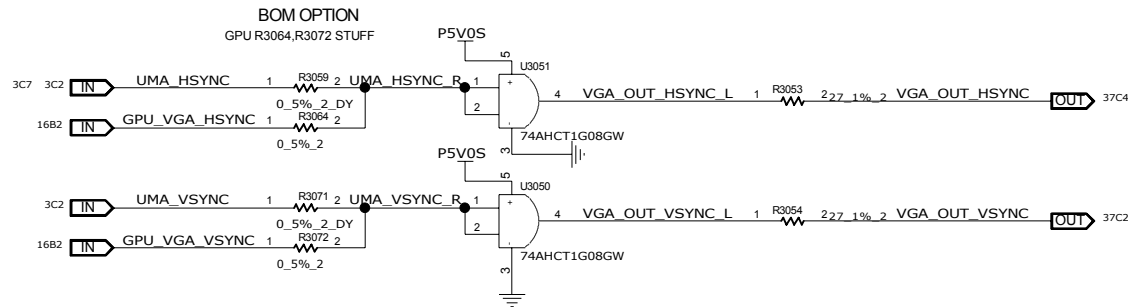 BOM OPTION
GPU R3064,R3072 STUFF
P5V0S
5
U3051
3C7 3C2 IN UMA_HSYNC 1 R3059 2 UMA_HSYNC_R 1 +
0_5%_2_DY
2
4 VGA_OUT_HSYNC_L 1 R3053 2 27_1%_2 VGA_OUT_HSYNC OUT 37C4
16B2 IN GPU_VGA_HSYNC 1 R3064 2
-
74AHCT1G08GW
0_5%_2
3
P5V0S
5
U3050
3C2 IN UMA_VSYNC 1 R3071 2 UMA_VSYNC_R 1 +
0_5%_2_DY
2
4 VGA_OUT_VSYNC_L 1 R3054 2 27_1%_2 VGA_OUT_VSYNC OUT 37C2
16B2 IN GPU_VGA_VSYNC 1 R3072 2
-
74AHCT1G08GW
0_5%_2
3